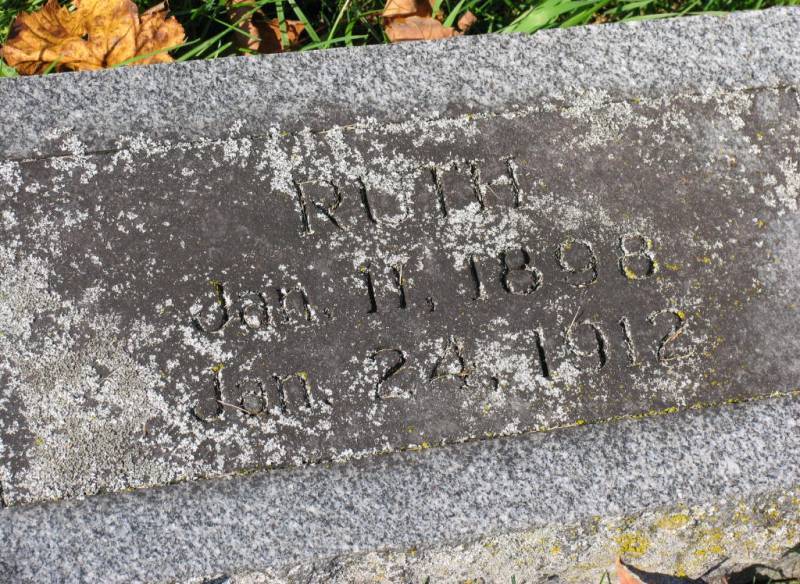 RUTH
Jan. 11, 1898
Jan. 24, 1912